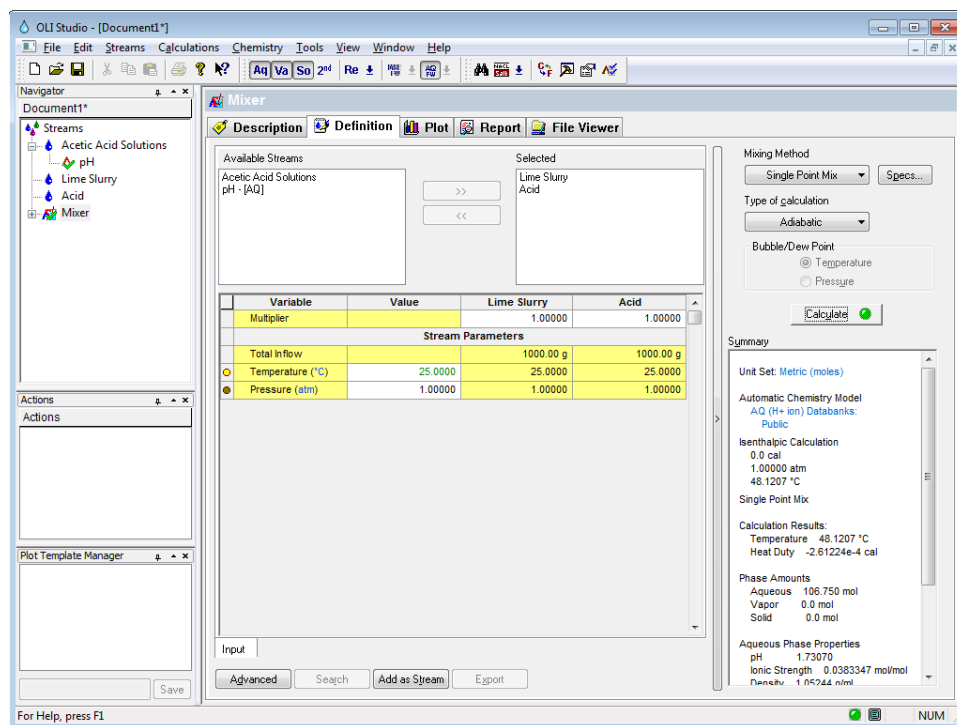 OLI Studio - [Document1*]
File Edit Streams Calculations Chemistry Tools View Window Help
Aq Va So 2nd Re
Navigator
Document1*
Streams
Acetic Acid Solutions
pH
Lime Slurry
Acid
Mixer
Actions
Actions
Plot Template Manager
Save
Mixer
Description Definition Plot Report File Viewer
Available Streams
Acetic Acid Solutions
pH - [AQ]
>>
<<
Selected
Lime Slurry
Acid
Variable Value Lime Slurry Acid
Multiplier 1.00000 1.00000
Stream Parameters
Total Inflow 1000.00 g 1000.00 g
Temperature (°C) 25.0000 25.0000 25.0000
Pressure (atm) 1.00000 1.00000 1.00000
Input
Advanced Search Add as Stream Export
Mixing Method
Single Point Mix Specs...
Type of calculation
Adiabatic
Bubble/Dew Point
Temperature
Pressure
Calculate
Summary
Unit Set: Metric (moles)
Automatic Chemistry Model
AQ (H+ ion) Databanks:
Public
Isenthalpic Calculation
0.0 cal
1.00000 atm
48.1207 °C
Single Point Mix
Calculation Results:
Temperature 48.1207 °C
Heat Duty -2.61224e-4 cal
Phase Amounts
Aqueous 106.750 mol
Vapor 0.0 mol
Solid 0.0 mol
Aqueous Phase Properties
pH 1.73070
Ionic Strength 0.0383347 mol/mol
Density 1.05244 g/ml
For Help, press F1
NUM